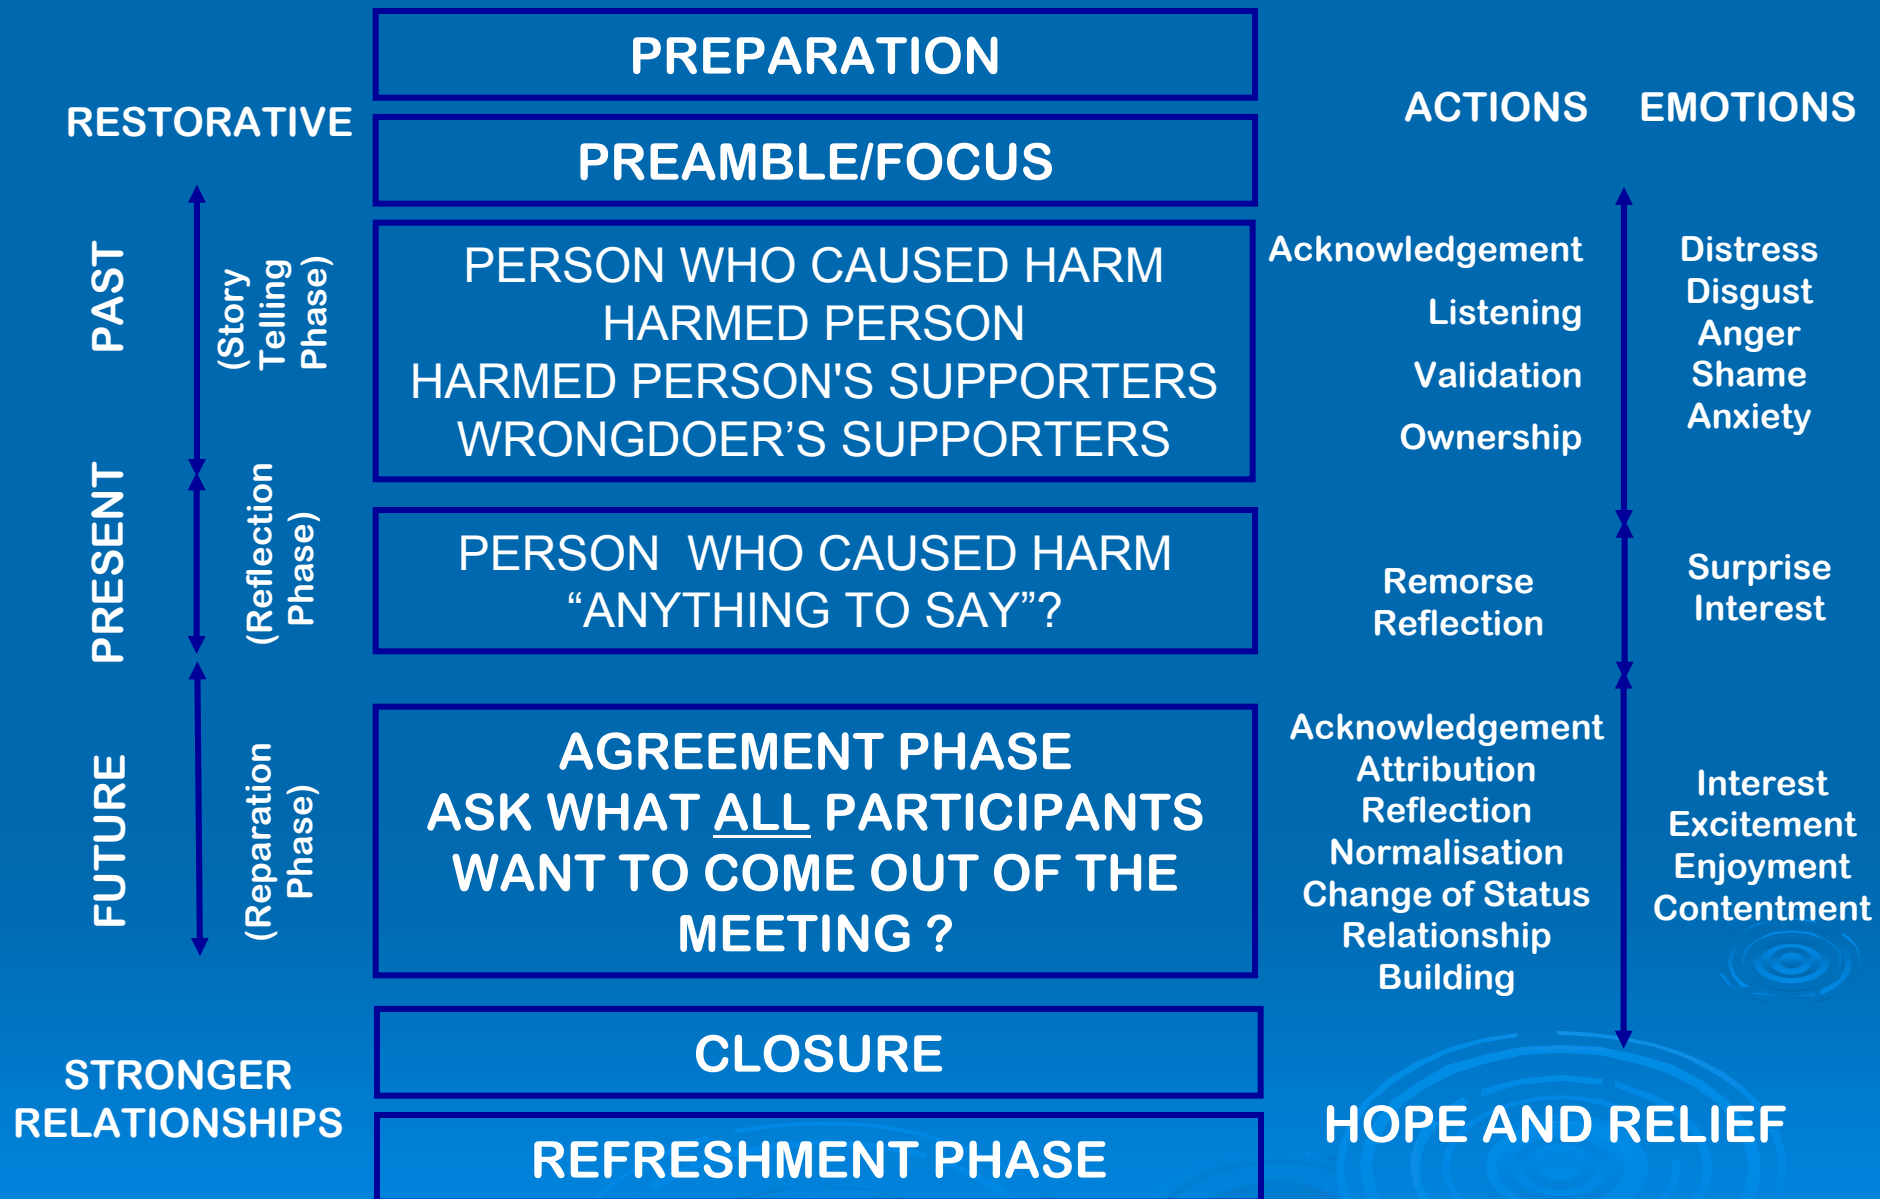 PREPARATION
RESTORATIVE
ACTIONS
EMOTIONS
PREAMBLE/FOCUS
PAST
(Story
Telling
Phase)
PERSON WHO CAUSED HARM
HARMED PERSON
HARMED PERSON'S SUPPORTERS
WRONGDOER’S SUPPORTERS
Acknowledgement
Listening
Validation
Ownership
Distress
Disgust
Anger
Shame
Anxiety
PRESENT
(Reflection
Phase)
PERSON WHO CAUSED HARM
“ANYTHING TO SAY”?
Remorse
Reflection
Surprise
Interest
FUTURE
(Reparation
Phase)
AGREEMENT PHASE
ASK WHAT ALL PARTICIPANTS
WANT TO COME OUT OF THE
MEETING ?
Acknowledgement
Attribution
Reflection
Normalisation
Change of Status
Relationship
Building
Interest
Excitement
Enjoyment
Contentment
STRONGER
RELATIONSHIPS
CLOSURE
REFRESHMENT PHASE
HOPE AND RELIEF